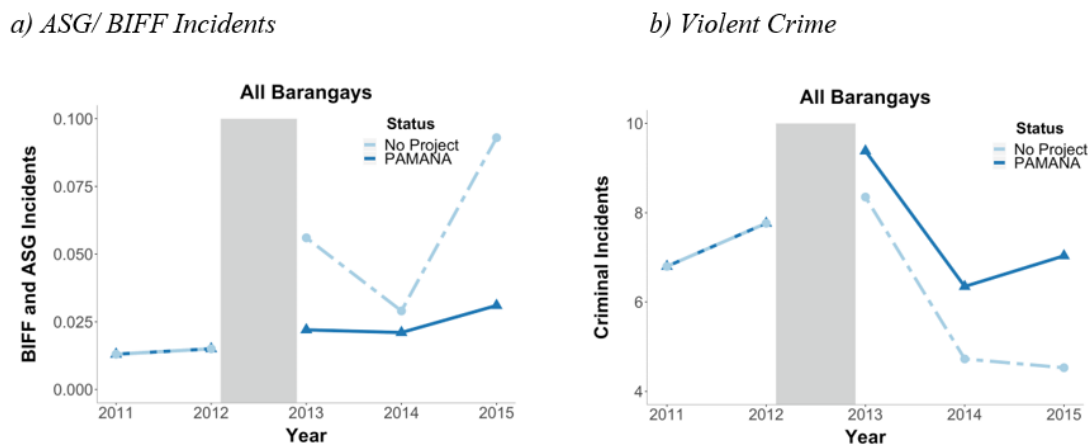 a) ASG/ BIFF Incidents
All Barangays
BIFF and ASG Incidents
0.100
0.075
0.050
0.025
0.000
Status
No Project
PAMANA
2011 2012 2013 2014 2015
Year
b) Violent Crime
All Barangays
Criminal Incidents
10
8
6
4
Status
No Project
PAMANA
2011 2012 2013 2014 2015
Year